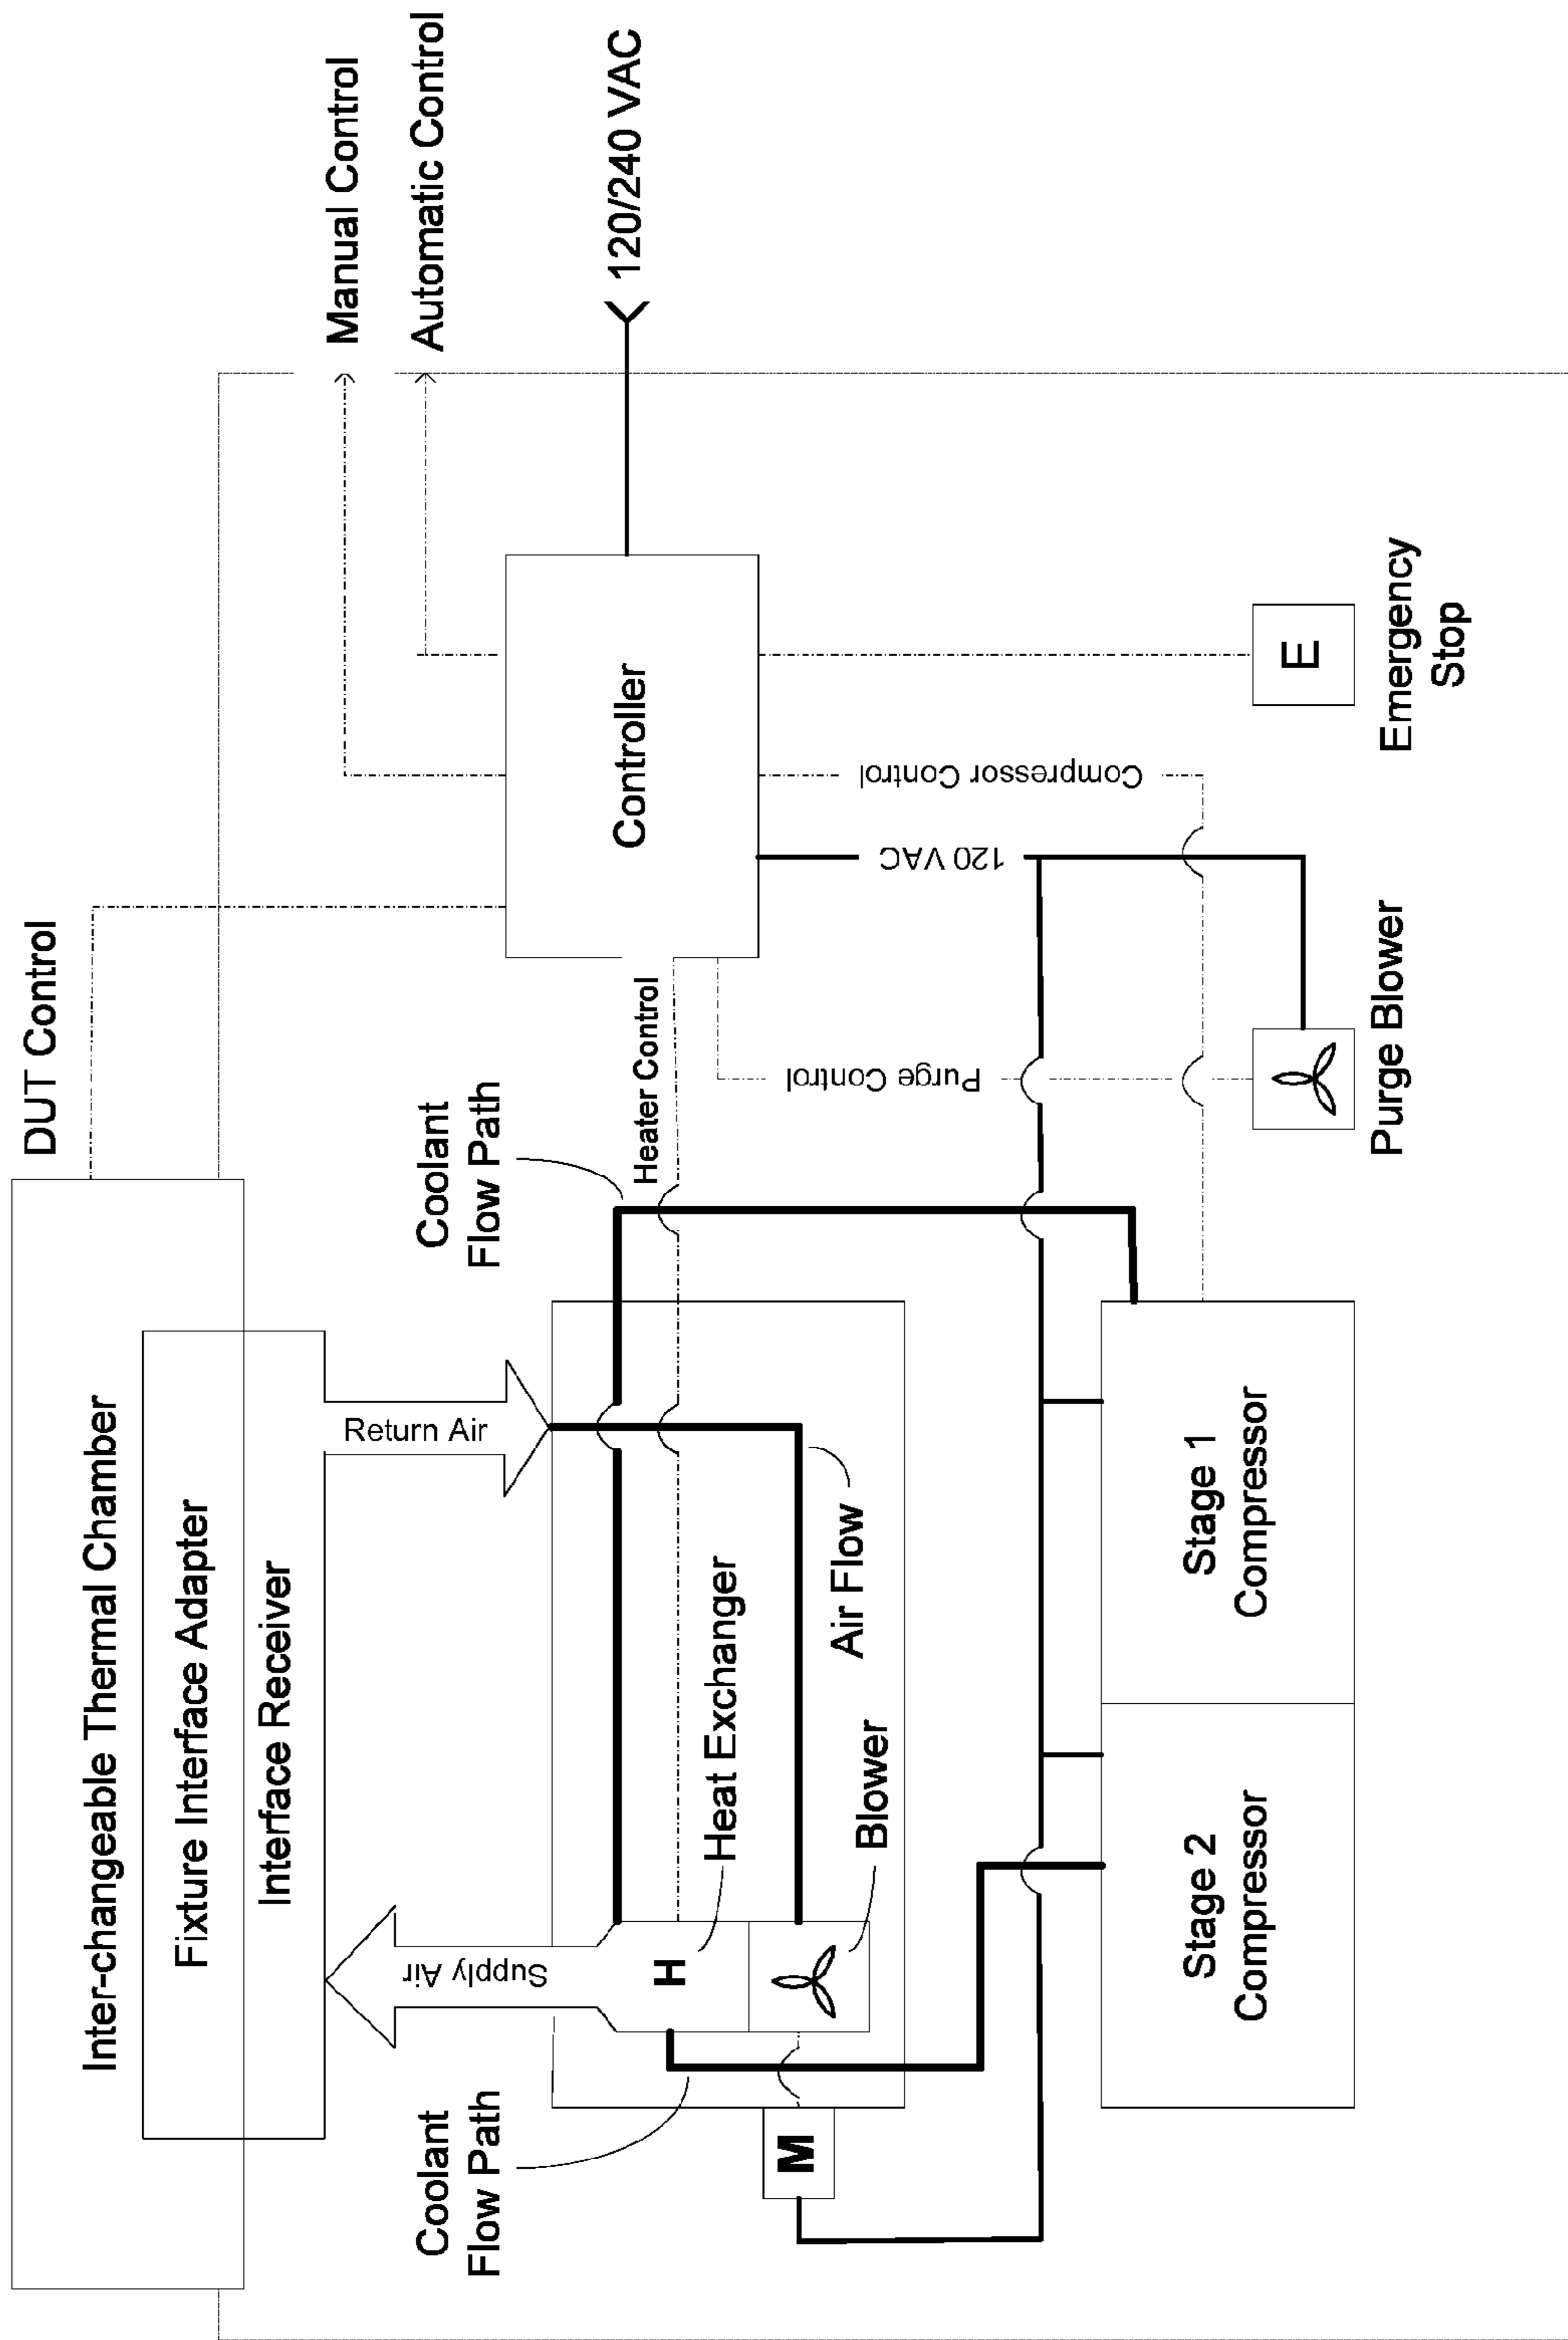 Inter-changeable Thermal Chamber
Fixture Interface Adapter
Interface Receiver
DUT Control
Manual Control
Automatic Control
120/240 VAC
Supply Air
Return Air
Coolant
Flow Path
Coolant
Flow Path
Heater Control
Controller
H
Heat Exchanger
M
Air Flow
Blower
Purge Control
120 VAC
Compressor Control
Stage 2
Compressor
Stage 1
Compressor
Purge Blower
E
Emergency
Stop